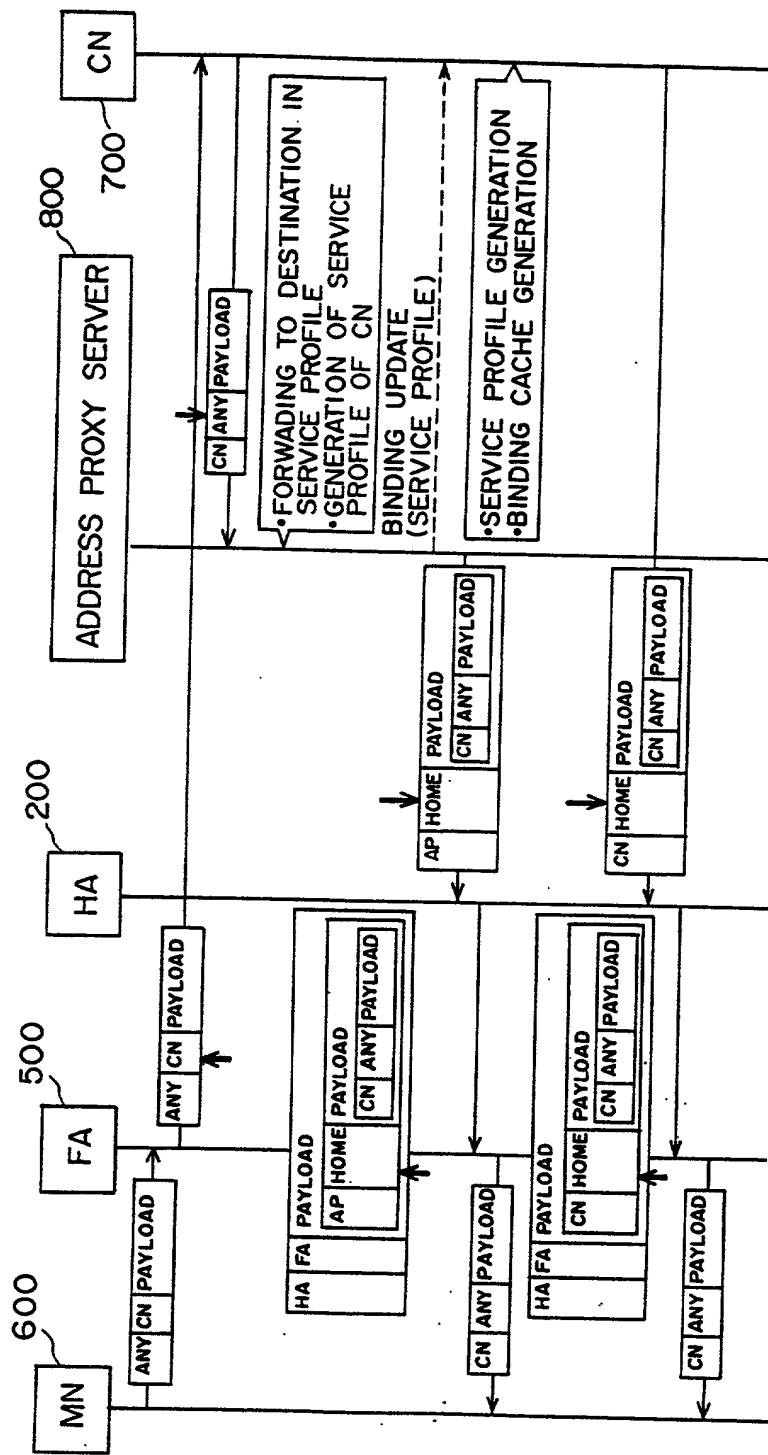 MN
600
FA
500
HA
200
ADDRESS PROXY SERVER
800
CN
700
ANY CN PAYLOAD
ANY CN PAYLOAD
CN ANY PAYLOAD
•FORWADING TO DESTINATION IN
SERVICE PROFILE
•GENERATION OF SERVICE
PROFILE OF CN
BINDING UPDATE
(SERVICE PROFILE)
AP HOME PAYLOAD
CN ANY PAYLOAD
HA FA PAYLOAD
AP HOME PAYLOAD
CN ANY PAYLOAD
CN ANY PAYLOAD
•SERVICE PROFILE GENERATION
•BINDING CACHE GENERATION
CN HOME PAYLOAD
CN ANY PAYLOAD
HA FA PAYLOAD
CN HOME PAYLOAD
CN ANY PAYLOAD
CN ANY PAYLOAD